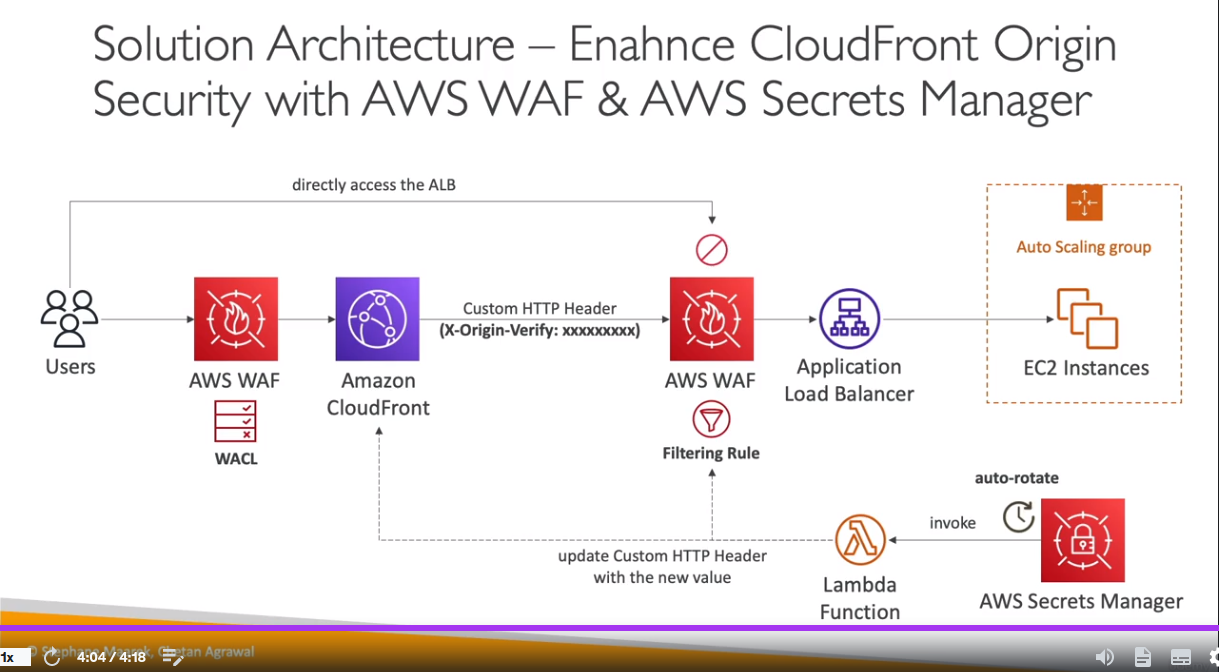 Solution Architecture – Enahnce CloudFront Origin
Security with AWS WAF & AWS Secrets Manager
directly access the ALB
Auto Scaling group
Custom HTTP Header
(X-Origin-Verify: xxxxxxxxx)
Users
AWS WAF
Amazon
CloudFront
AWS WAF
Application
Load Balancer
EC2 Instances
WACL
Filtering Rule
auto-rotate
invoke
update Custom HTTP Header
with the new value
Lambda
Function
AWS Secrets Manager
© Stephane Maarek, Chetan Agrawal
1x
4:04 / 4:18